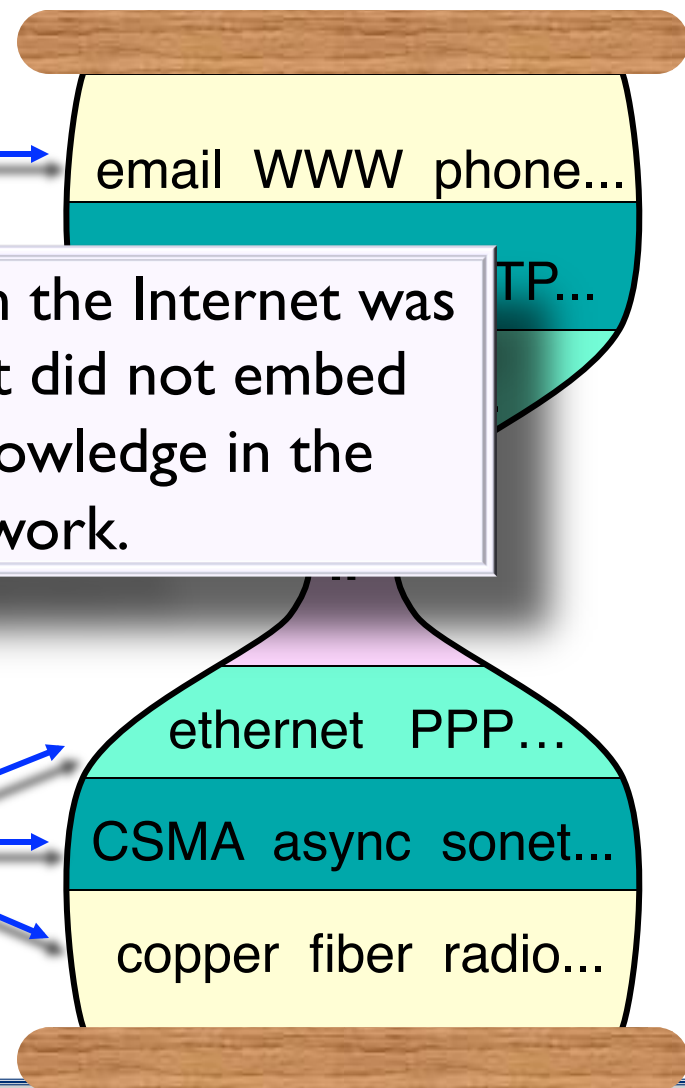 email WWW phone...
TP...
the Internet was
did not embed
owledge in the
work.
ethernet PPP...
CSMA async sonet...
copper fiber radio...